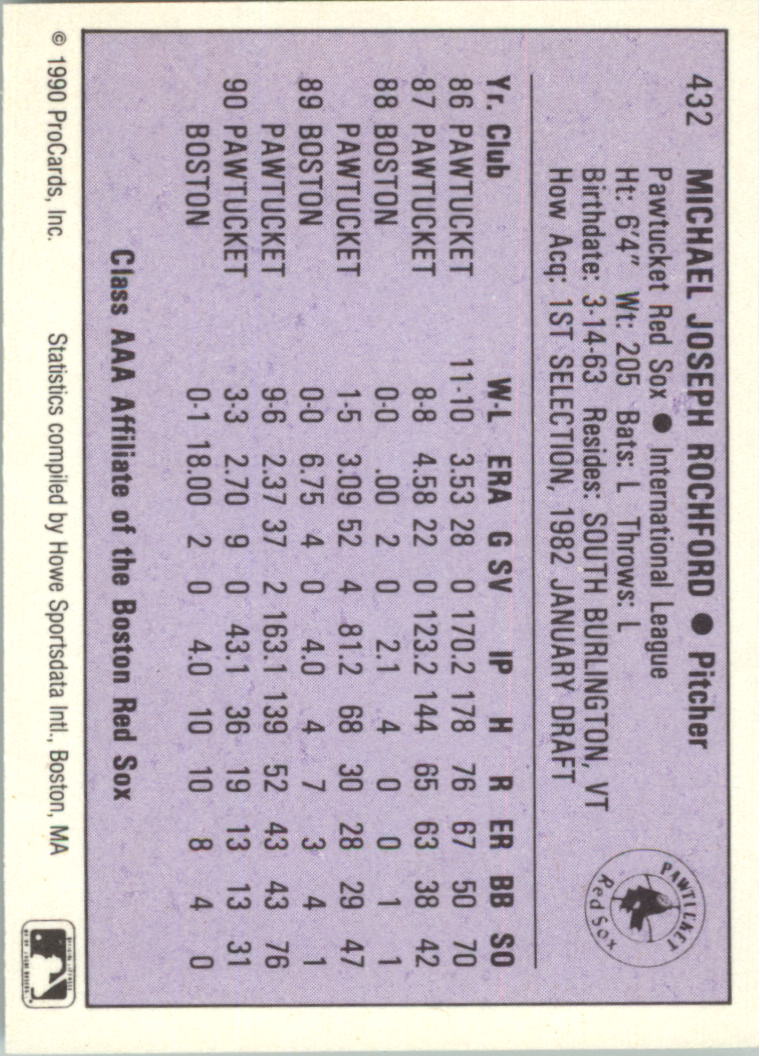 432 MICHAEL JOSEPH ROCHFORD ● Pitcher
Pawtucket Red Sox ● International League
Ht: 6'4" Wt: 205 Bats: L Throws: L
Birthdate: 3-14-63 Resides: SOUTH BURLINGTON, VT
How Acq: 1ST SELECTION, 1982 JANUARY DRAFT
PAWTUCKET
Red Sox
Yr. Club W-L ERA G SV IP H R ER BB SO
86 PAWTUCKET 11-10 3.53 28 0 170.2 178 76 67 50 70
87 PAWTUCKET 8-8 4.58 22 0 123.2 144 65 63 38 42
88 BOSTON 0-0 .00 2 0 2.1 4 0 0 1 1
PAWTUCKET 1-5 3.09 52 4 81.2 68 30 28 29 47
89 BOSTON 0-0 6.75 4 0 4.0 4 7 3 4 1
PAWTUCKET 9-6 2.37 37 2 163.1 139 52 43 43 76
90 PAWTUCKET 3-3 2.70 9 0 43.1 36 19 13 13 31
BOSTON 0-1 18.00 2 0 4.0 10 10 8 4 0
Class AAA Affiliate of the Boston Red Sox
© 1990 ProCards, Inc. Statistics compiled by Howe Sportsdata Intl., Boston, MA